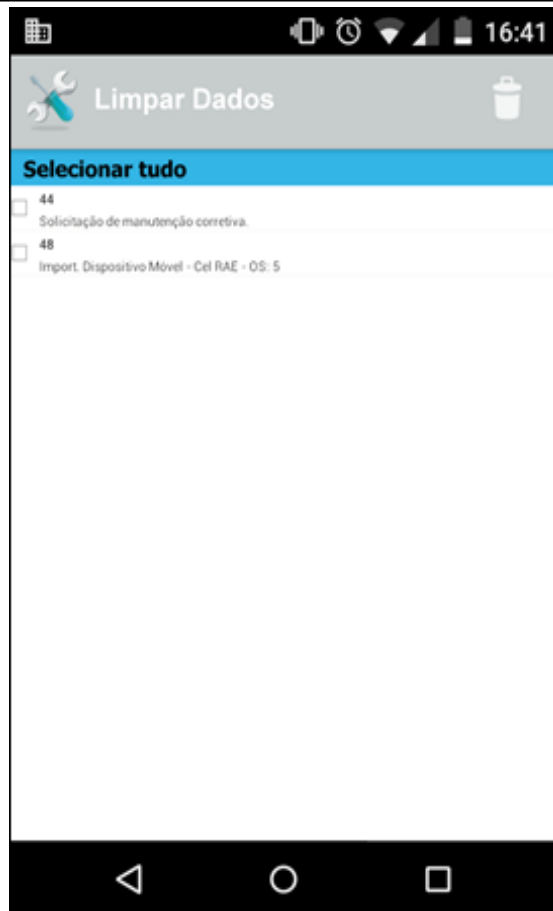 16:41
Limpar Dados
Selecionar tudo
44
Solicitação de manutenção corretiva.
48
Import. Dispositivo Móvel - Cel RAE - OS: 5